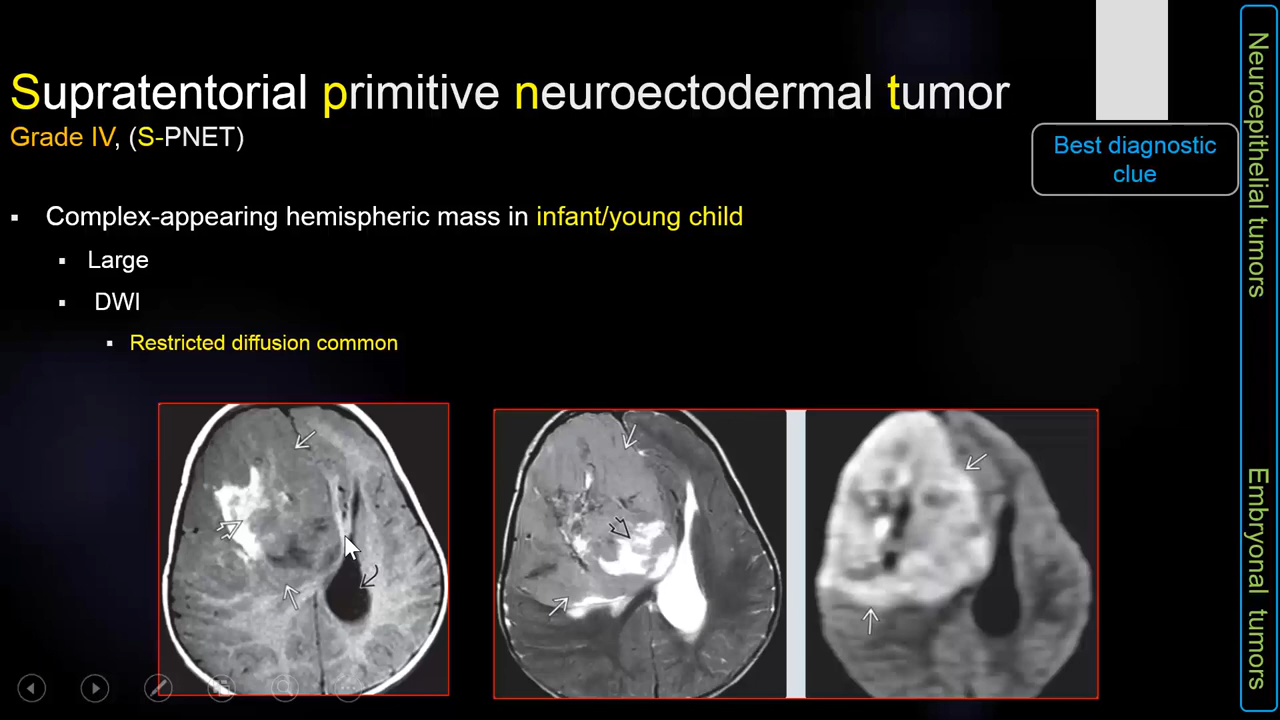 Supratentorial primitive neuroectodermal tumor
Grade IV, (S-PNET)
Best diagnostic
clue
▪ Complex-appearing hemispheric mass in infant/young child
▪ Large
▪ DWI
▪ Restricted diffusion common
Neuroepithelial tumors
Embryonal tumors